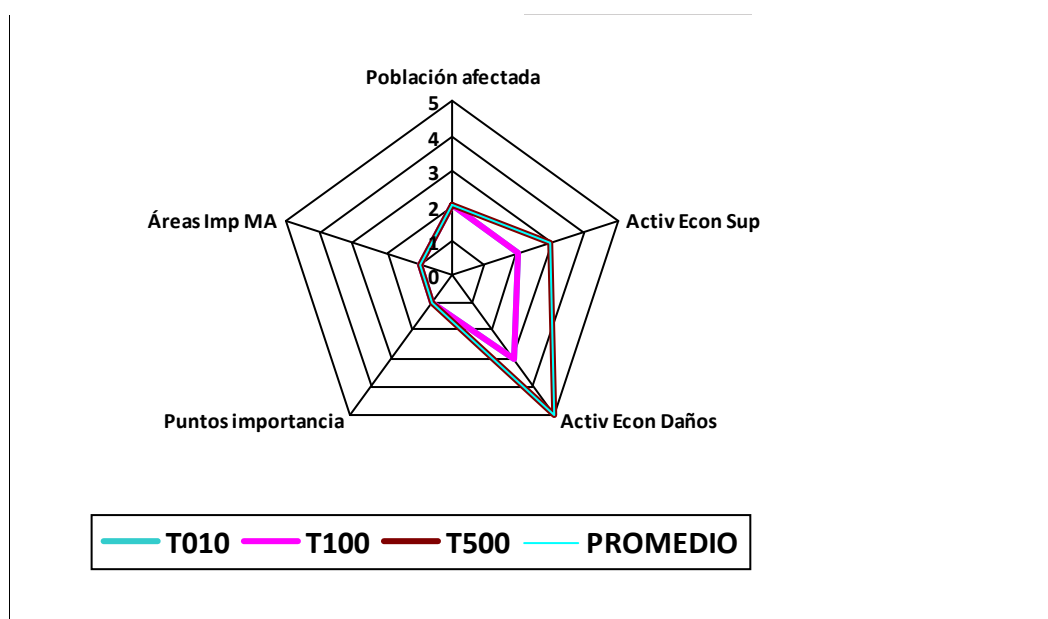 Población afectada
5
4
3
2
1
0
Áreas Imp MA
Activ Econ Sup
Puntos importancia
Activ Econ Daños
T010 T100 T500 PROMEDIO